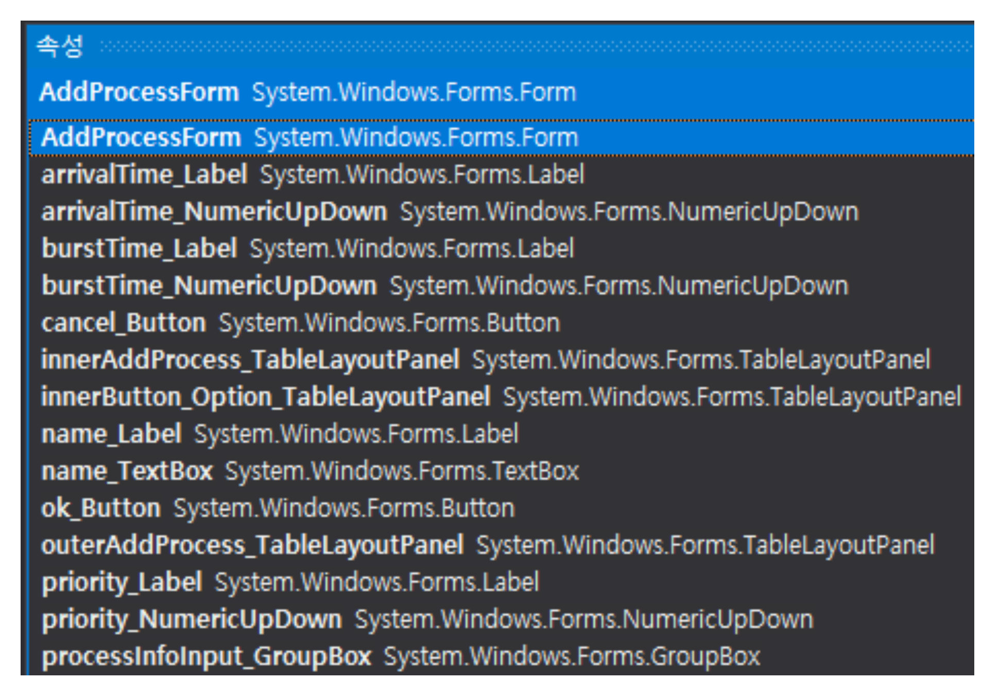 속성
AddProcessForm System.Windows.Forms.Form
AddProcessForm System.Windows.Forms.Form
arrivalTime_Label System.Windows.Forms.Label
arrivalTime_NumericUpDown System.Windows.Forms.NumericUpDown
burstTime_Label System.Windows.Forms.Label
burstTime_NumericUpDown System.Windows.Forms.NumericUpDown
cancel_Button System.Windows.Forms.Button
innerAddProcess_TableLayoutPanel System.Windows.Forms.TableLayoutPanel
innerButton_Option_TableLayoutPanel System.Windows.Forms.TableLayoutPanel
name_Label System.Windows.Forms.Label
name_TextBox System.Windows.Forms.TextBox
ok_Button System.Windows.Forms.Button
outerAddProcess_TableLayoutPanel System.Windows.Forms.TableLayoutPanel
priority_Label System.Windows.Forms.Label
priority_NumericUpDown System.Windows.Forms.NumericUpDown
processInfoInput_GroupBox System.Windows.Forms.GroupBox